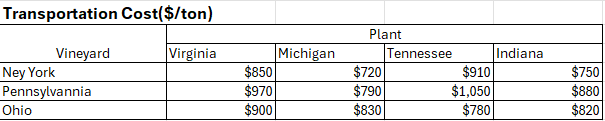 Transportation Cost($/ton)
Plant
Vineyard Virginia Michigan Tennessee Indiana
Ney York $850 $720 $910 $750
Pennsylvannia $970 $790 $1,050 $880
Ohio $900 $830 $780 $820